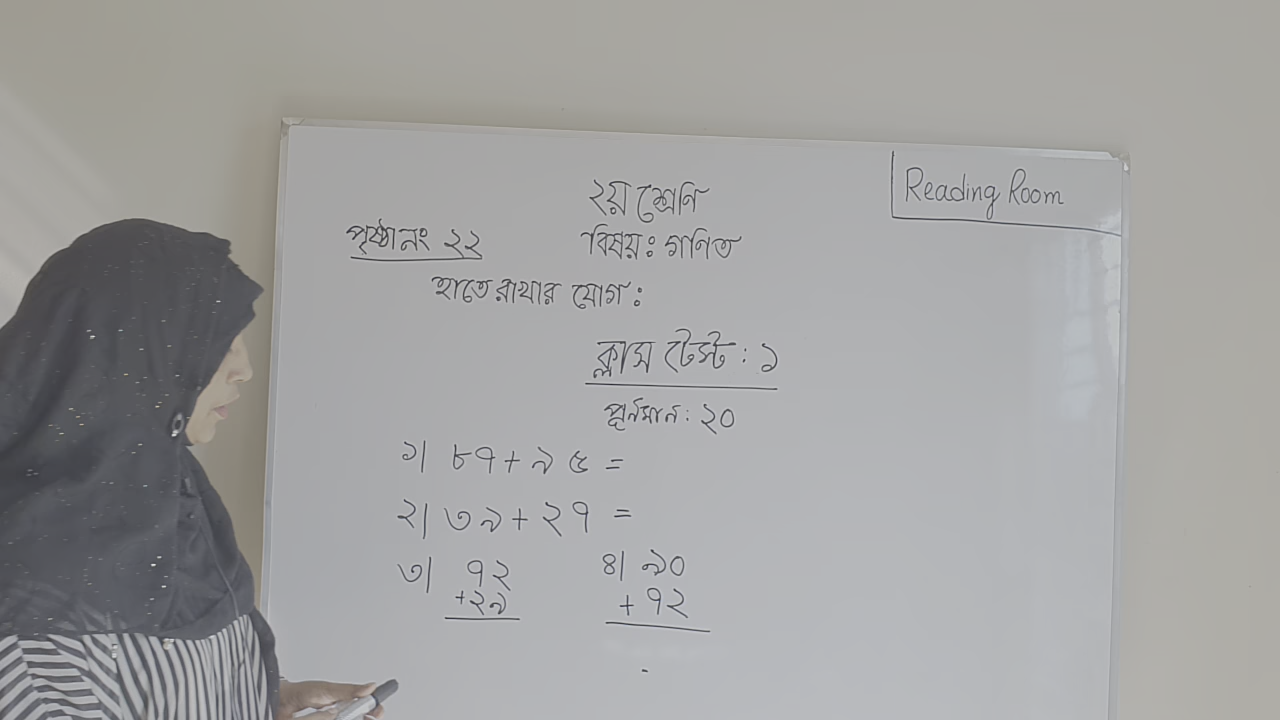 Reading Room
২য় শ্রেণি
পৃষ্ঠা নং ২২
বিষয়ঃ গণিত
হাতে রাখার যোগ :
ক্লাস টেস্ট : ১
পূর্নমান: ২০
১| ৮৭+৯৫ =
২| ৩৯+২৭ =
৩| ৭২
+২৯
৪| ৯০
+ ৭২